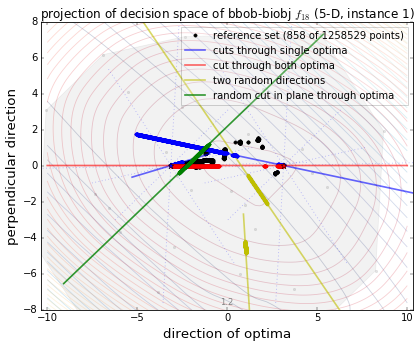 projection of decision space of bbob-biobj f₁₈ (5-D, instance 1)
reference set (858 of 1258529 points)
cuts through single optima
cuts through both optima
two random directions
random cut in plane through optima
perpendicular direction
8
6
4
2
0
−2
−4
−6
−8
1.2
−10
−5
0
5
10
direction of optima